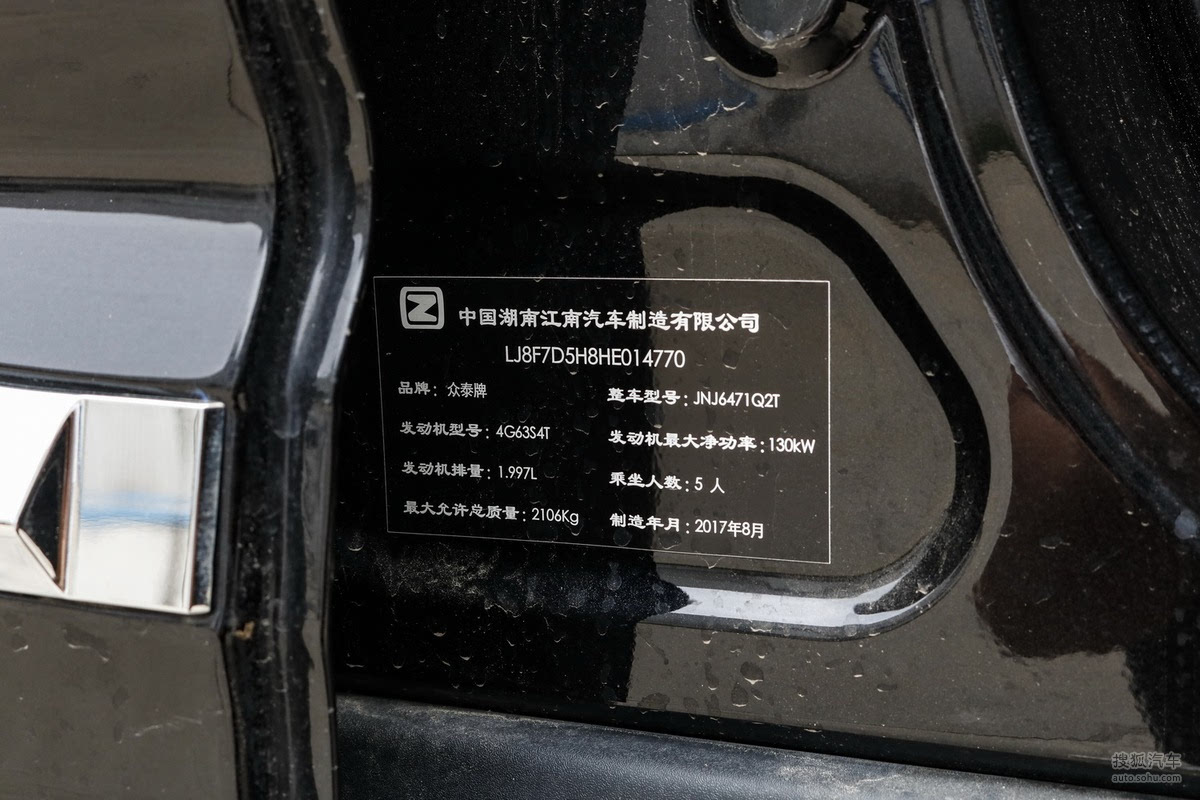 Z
中国湖南江南汽车制造有限公司
LJ8F7D5H8HE014770
品牌：众泰牌 整车型号：JNJ6471Q2T
发动机型号：4G63S4T 发动机最大净功率：130kW
发动机排量：1.997L 乘坐人数：5 人
最大允许总质量：2106Kg 制造年月：2017年8月
搜狐汽车
auto.sohu.com